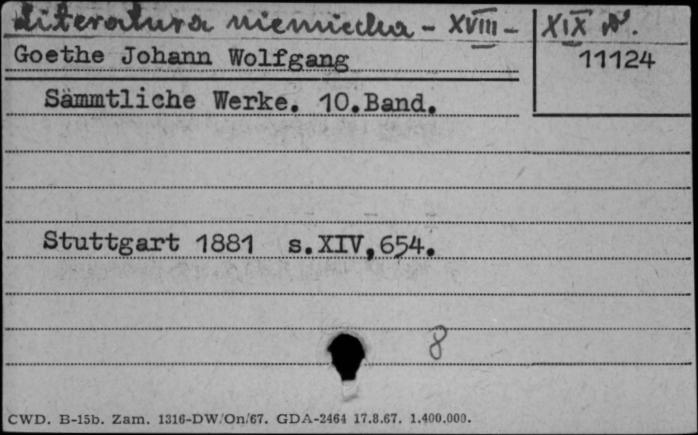 Literatura niemiecka - XVIII - XIX w.
Goethe Johann Wolfgang
11124
Sämmtliche Werke. 10.Band.
Stuttgart 1881 s.XIV,654.
8
CWD. B-15b. Zam. 1316-DW/On/67. GDA-2464 17.8.67. 1.400.000.